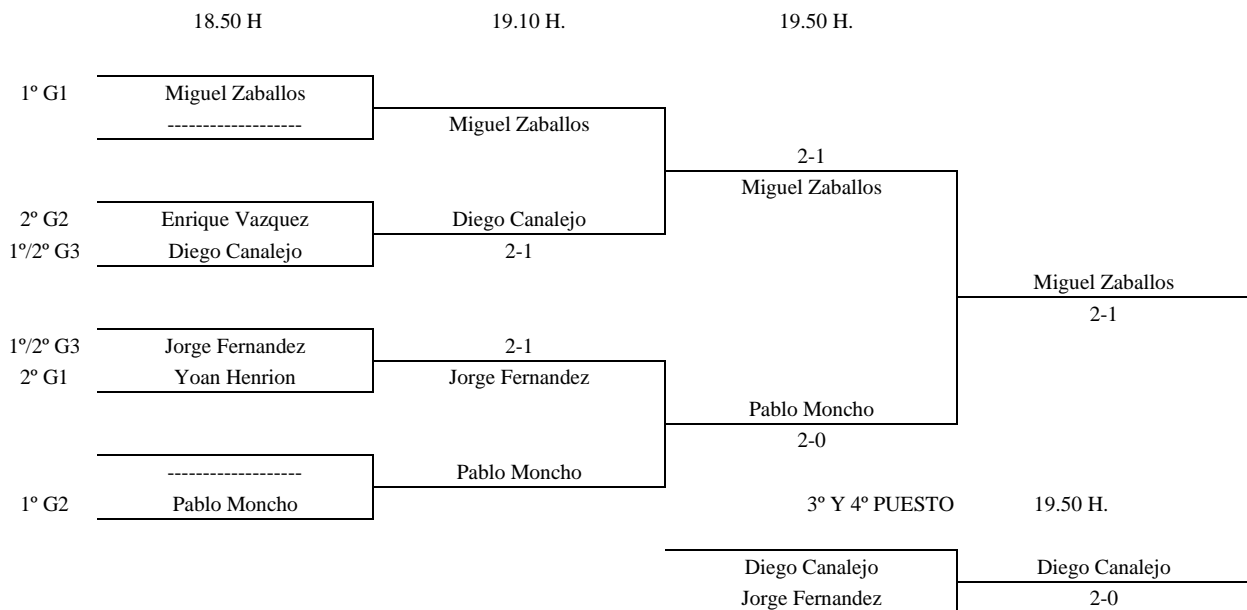 18.50 H 19.10 H. 19.50 H.
1º G1 Miguel Zaballos
-------------------
Miguel Zaballos
2-1
Miguel Zaballos
2º G2 Enrique Vazquez Diego Canalejo
1º/2º G3 Diego Canalejo 2-1
Miguel Zaballos
2-1
1º/2º G3 Jorge Fernandez 2-1
2º G1 Yoan Henrion Jorge Fernandez
Pablo Moncho
2-0
------------------- Pablo Moncho
1º G2 Pablo Moncho 3º Y 4º PUESTO 19.50 H.
Diego Canalejo Diego Canalejo
Jorge Fernandez 2-0